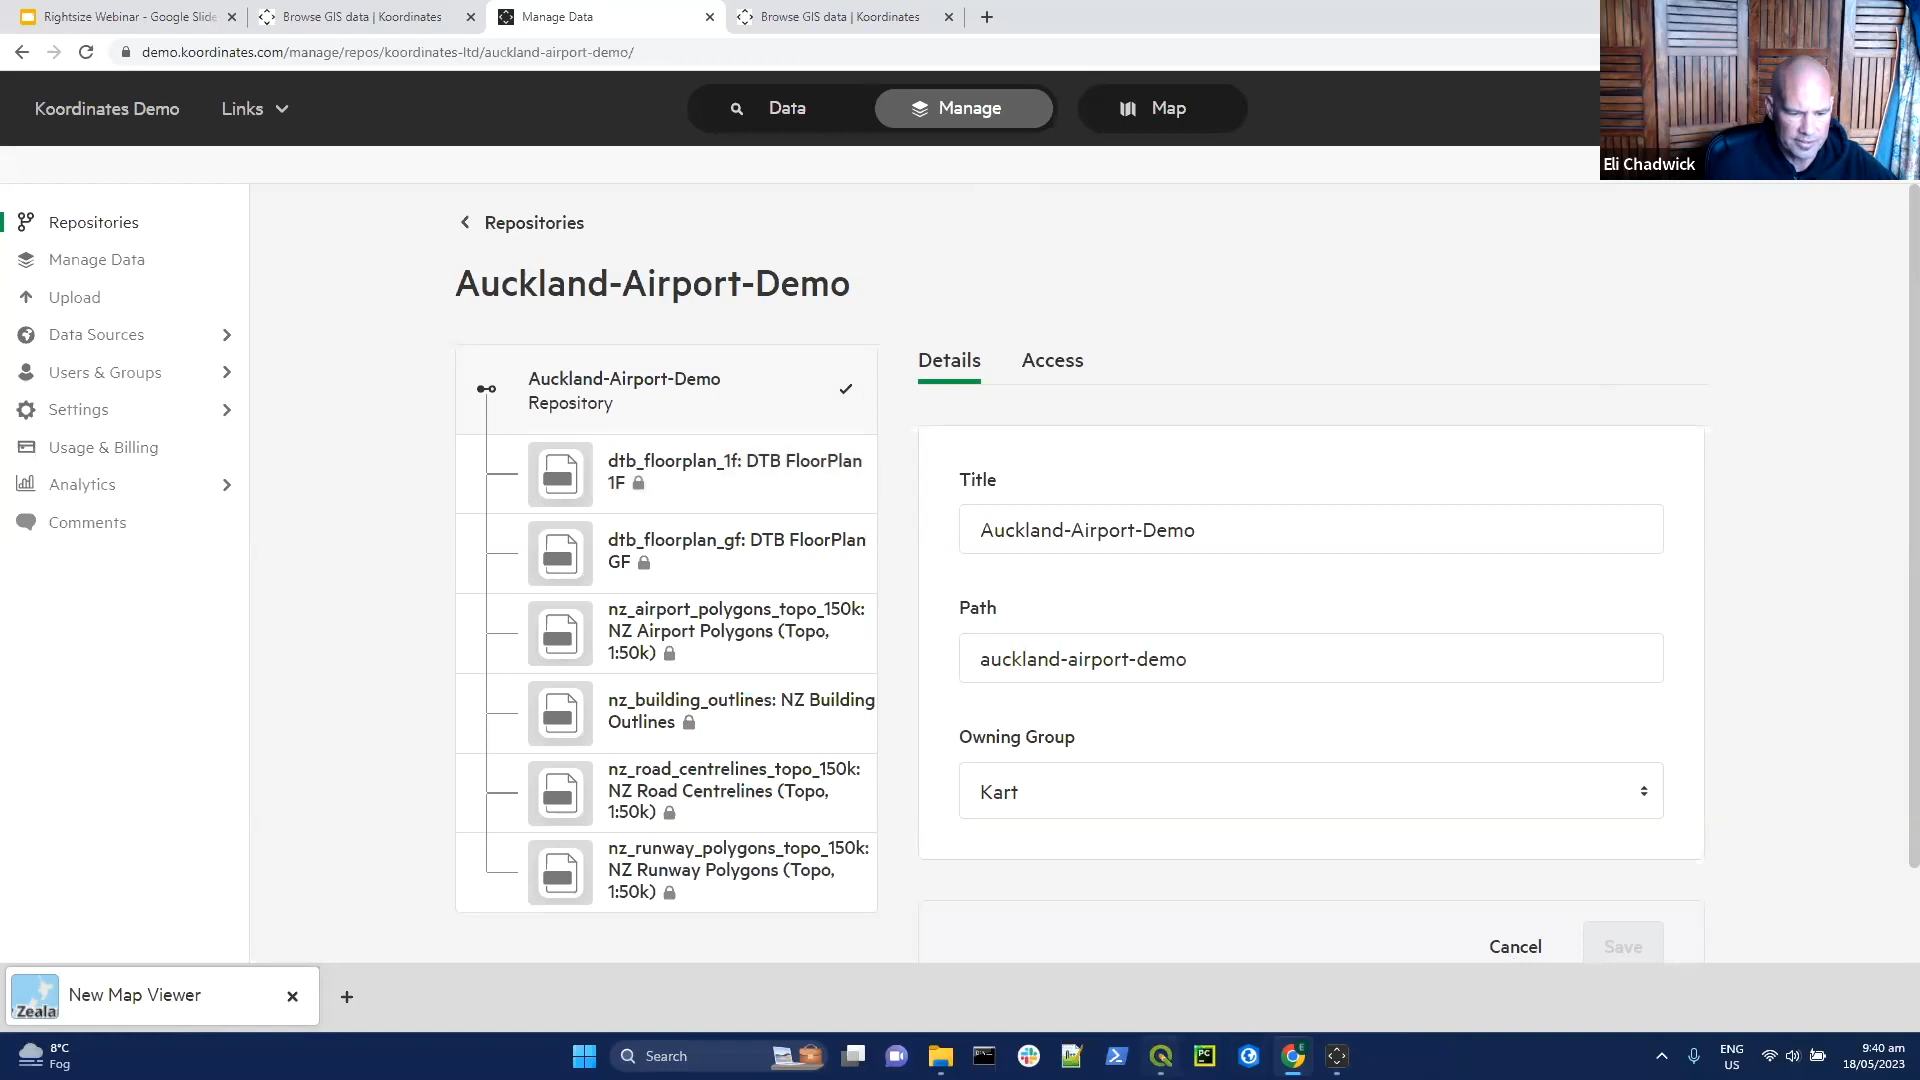 Rightsize Webinar - Google Slide
Browse GIS data | Koordinates
Manage Data
Browse GIS data | Koordinates
demo.koordinates.com/manage/repos/koordinates-ltd/auckland-airport-demo/
Koordinates Demo
Links
Data
Manage
Map
Eli Chadwick
Repositories
Manage Data
Upload
Data Sources
Users & Groups
Settings
Usage & Billing
Analytics
Comments
Repositories
Auckland-Airport-Demo
Auckland-Airport-Demo
Repository
dtb_floorplan_1f: DTB FloorPlan
1F
dtb_floorplan_gf: DTB FloorPlan
GF
nz_airport_polygons_topo_150k:
NZ Airport Polygons (Topo,
1:50k)
nz_building_outlines: NZ Building
Outlines
nz_road_centrelines_topo_150k:
NZ Road Centrelines (Topo,
1:50k)
nz_runway_polygons_topo_150k:
NZ Runway Polygons (Topo,
1:50k)
Details
Access
Title
Auckland-Airport-Demo
Path
auckland-airport-demo
Owning Group
Kart
Cancel
Save
Zeala
New Map Viewer
8°C
Fog
Search
PC
E
ENG
US
9:40 am
18/05/2023